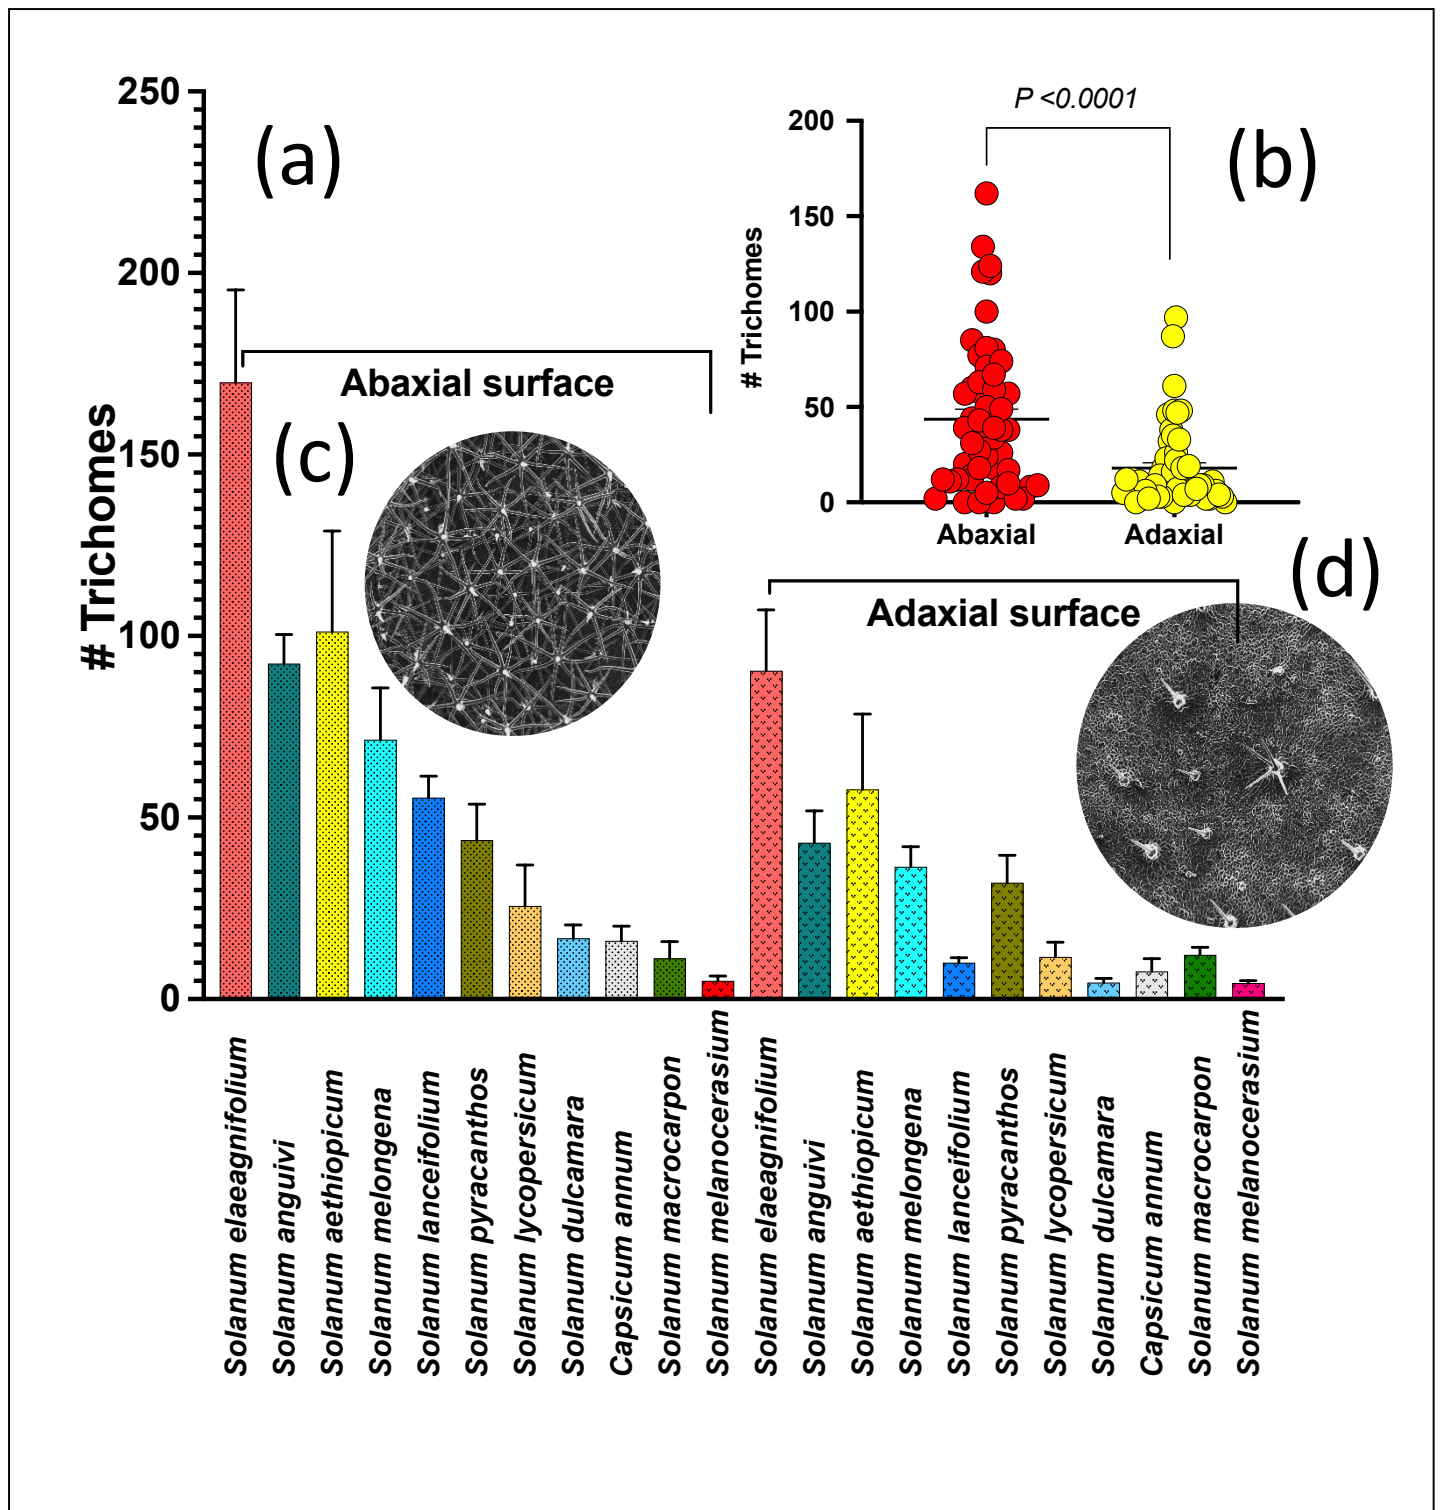 (a)
# Trichomes
250
200
150
100
50
0
Abaxial surface
(c)
P <0.0001
(b)
# Trichomes
200
150
100
50
0
Abaxial
Adaxial
(d)
Adaxial surface
Solanum elaeagnifolium
Solanum anguivi
Solanum aethiopicum
Solanum melongena
Solanum lanceifolium
Solanum pyracanthos
Solanum lycopersicum
Solanum dulcamara
Capsicum annum
Solanum macrocarpon
Solanum melanocerasium
Solanum elaeagnifolium
Solanum anguivi
Solanum aethiopicum
Solanum melongena
Solanum lanceifolium
Solanum pyracanthos
Solanum lycopersicum
Solanum dulcamara
Capsicum annum
Solanum macrocarpon
Solanum melanocerasium